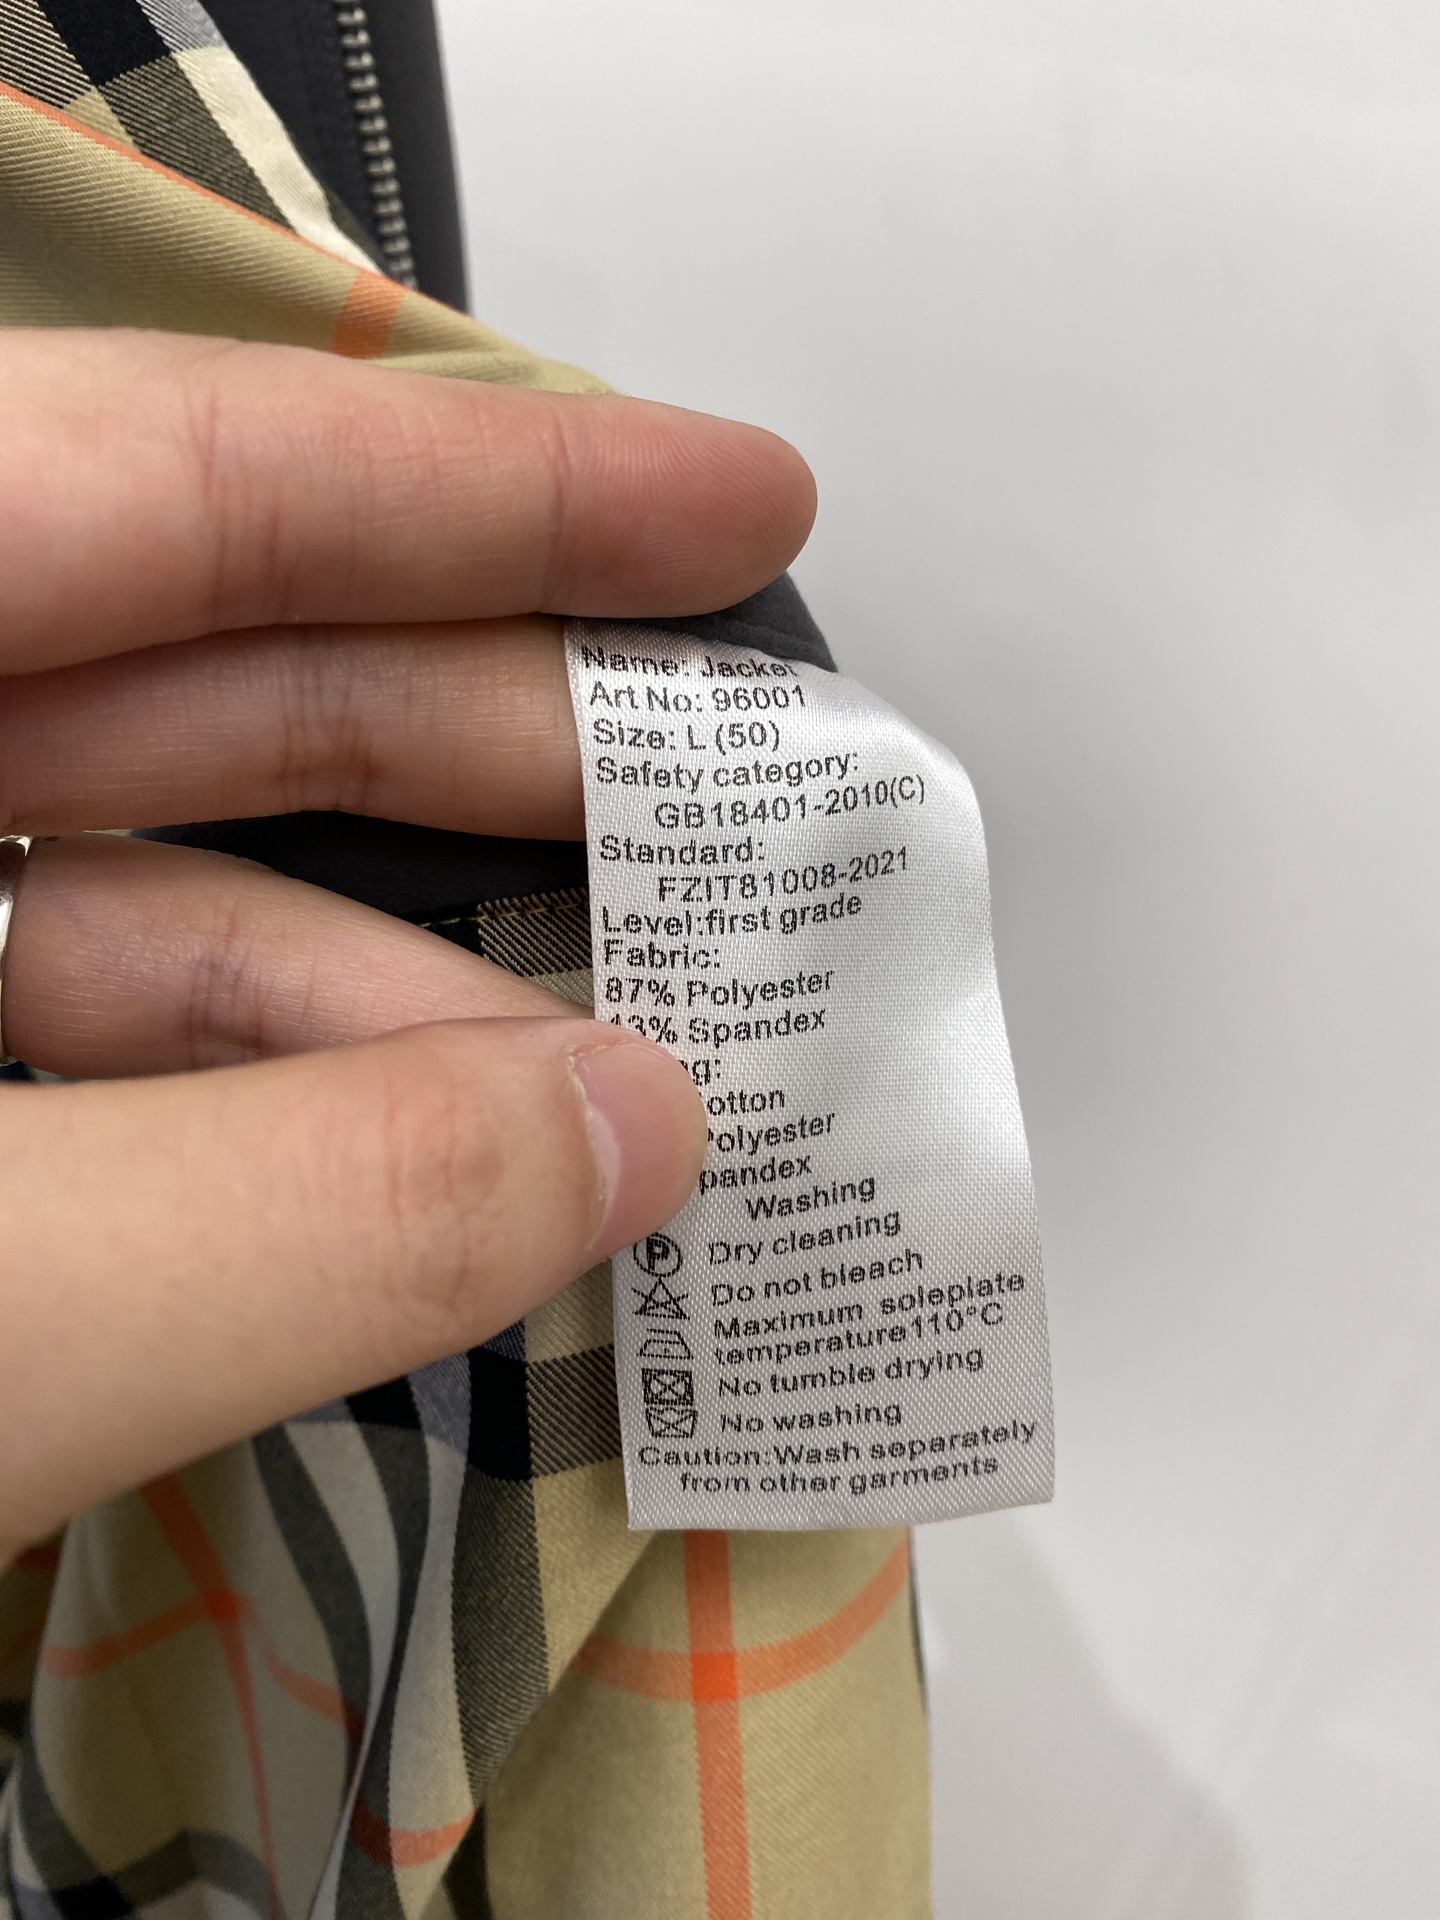 Name: Jacket
Art No: 96001
Size: L (50)
Safety category:
GB18401-2010(C)
Standard:
FZIT81008-2021
Level:first grade
Fabric:
87% Polyester
13% Spandex
Washing
P Dry cleaning
Do not bleach
Maximum soleplate
temperature110°C
No tumble drying
No washing
Caution:Wash separately
from other garments